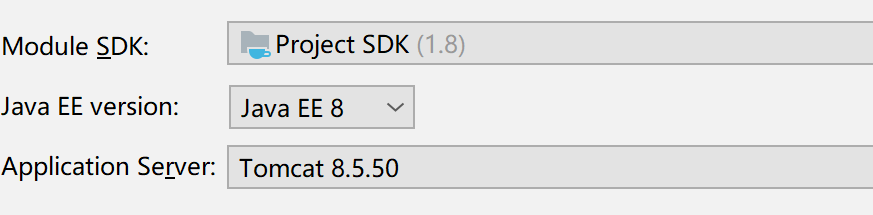 Module SDK: Project SDK (1.8)
Java EE version: Java EE 8
Application Server: Tomcat 8.5.50